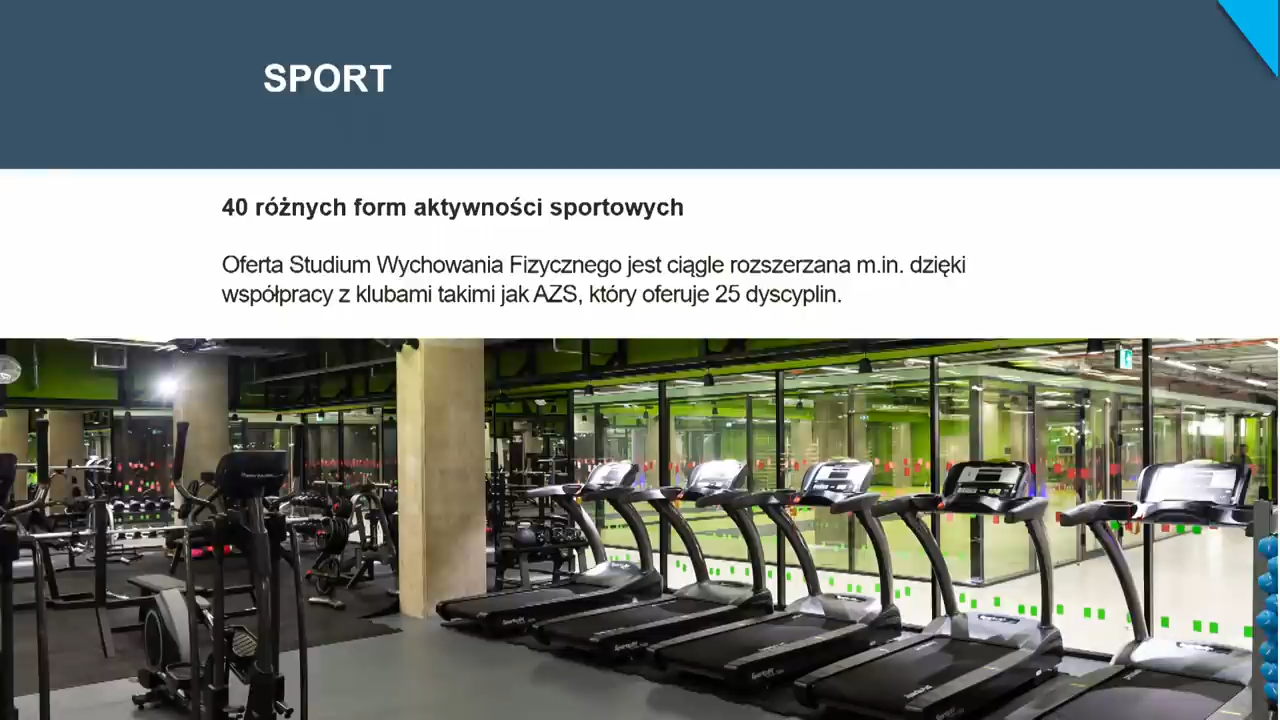 SPORT
40 różnych form aktywności sportowych
Oferta Studium Wychowania Fizycznego jest ciągle rozszerzana m.in. dzięki
współpracy z klubami takimi jak AZS, który oferuje 25 dyscyplin.